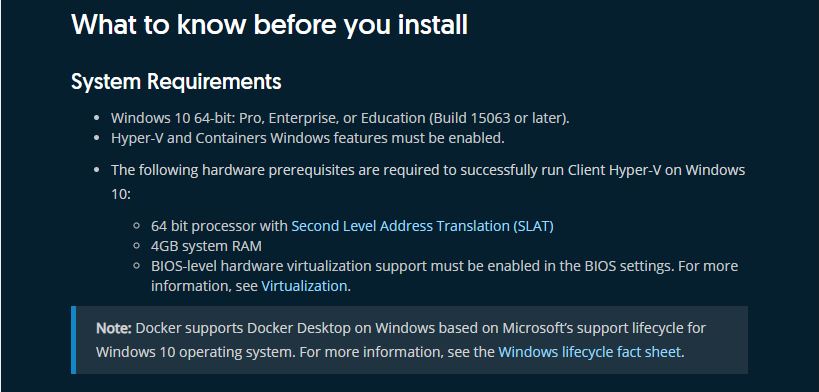 What to know before you install
System Requirements
Windows 10 64-bit: Pro, Enterprise, or Education (Build 15063 or later).
Hyper-V and Containers Windows features must be enabled.
The following hardware prerequisites are required to successfully run Client Hyper-V on Windows
10:
64 bit processor with Second Level Address Translation (SLAT)
4GB system RAM
BIOS-level hardware virtualization support must be enabled in the BIOS settings. For more
information, see Virtualization.
Note: Docker supports Docker Desktop on Windows based on Microsoft’s support lifecycle for
Windows 10 operating system. For more information, see the Windows lifecycle fact sheet.